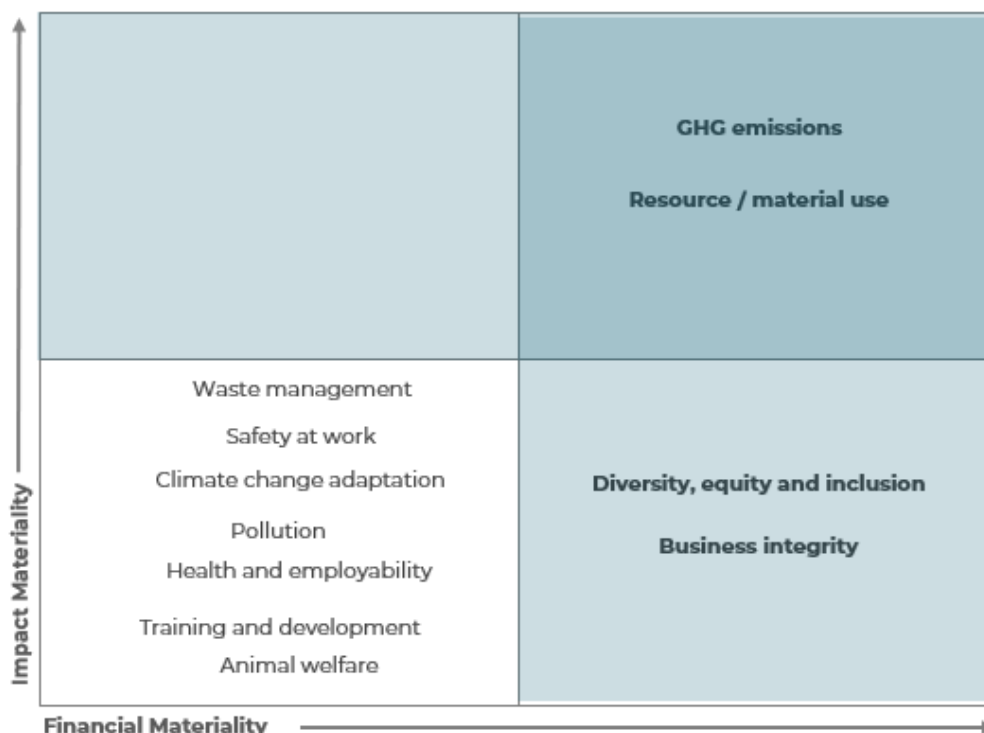 GHG emissions
Resource / material use
Waste management
Safety at work
Climate change adaptation
Diversity, equity and inclusion
Pollution
Business integrity
Health and employability
Training and development
Animal welfare
Impact Materiality
Financial Materiality